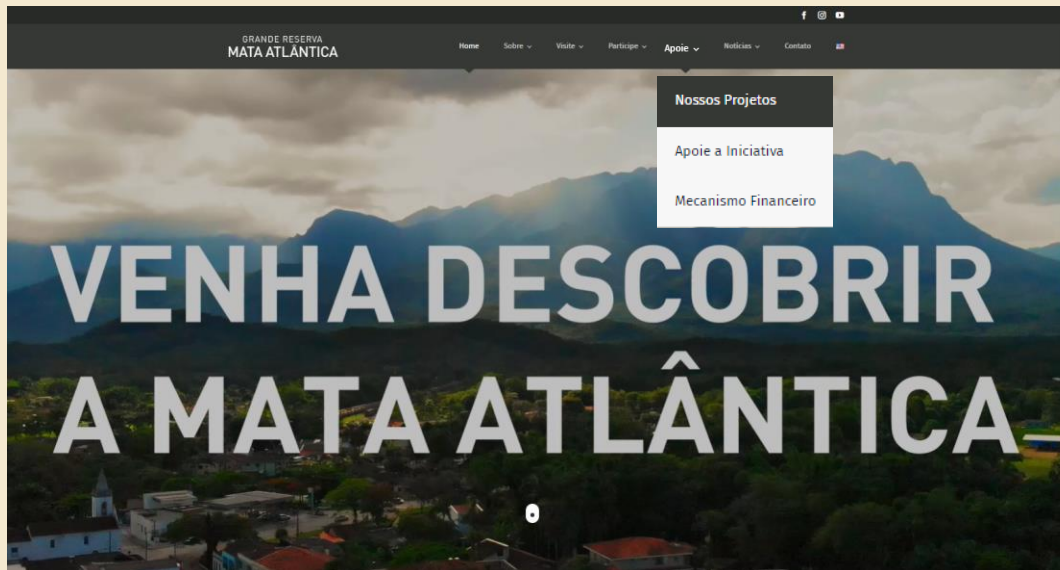 GRANDE RESERVA
MATA ATLÂNTICA
Home Sobre Visite Participe Apoie Notícias Contato
Nossos Projetos
Apoie a Iniciativa
Mecanismo Financeiro
VENHA DESCOBRIR
A MATA ATLÂNTICA